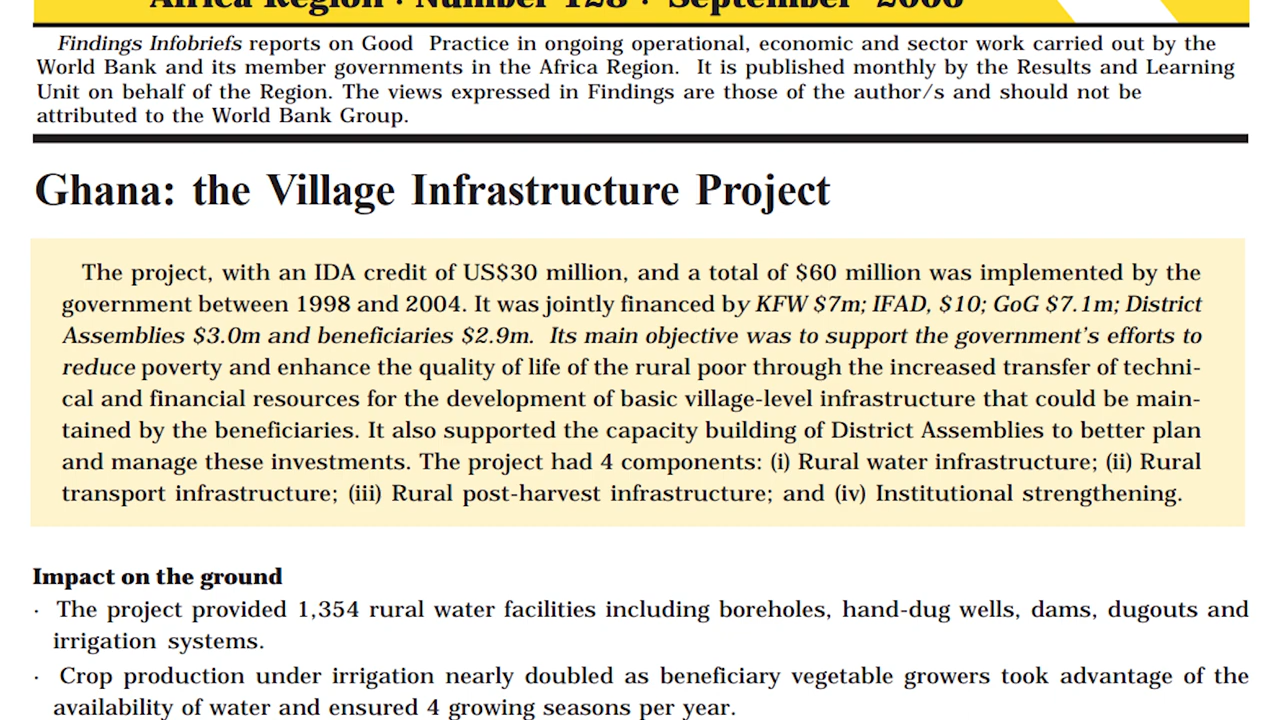 Africa Region · Number 128 · September 2006
Findings Infobriefs reports on Good Practice in ongoing operational, economic and sector work carried out by the
World Bank and its member governments in the Africa Region. It is published monthly by the Results and Learning
Unit on behalf of the Region. The views expressed in Findings are those of the author/s and should not be
attributed to the World Bank Group.
Ghana: the Village Infrastructure Project
The project, with an IDA credit of US$30 million, and a total of $60 million was implemented by the
government between 1998 and 2004. It was jointly financed by KFW $7m; IFAD, $10; GoG $7.1m; District
Assemblies $3.0m and beneficiaries $2.9m. Its main objective was to support the government's efforts to
reduce poverty and enhance the quality of life of the rural poor through the increased transfer of techni-
cal and financial resources for the development of basic village-level infrastructure that could be main-
tained by the beneficiaries. It also supported the capacity building of District Assemblies to better plan
and manage these investments. The project had 4 components: (i) Rural water infrastructure; (ii) Rural
transport infrastructure; (iii) Rural post-harvest infrastructure; and (iv) Institutional strengthening.
Impact on the ground
· The project provided 1,354 rural water facilities including boreholes, hand-dug wells, dams, dugouts and
irrigation systems.
· Crop production under irrigation nearly doubled as beneficiary vegetable growers took advantage of the
availability of water and ensured 4 growing seasons per year.